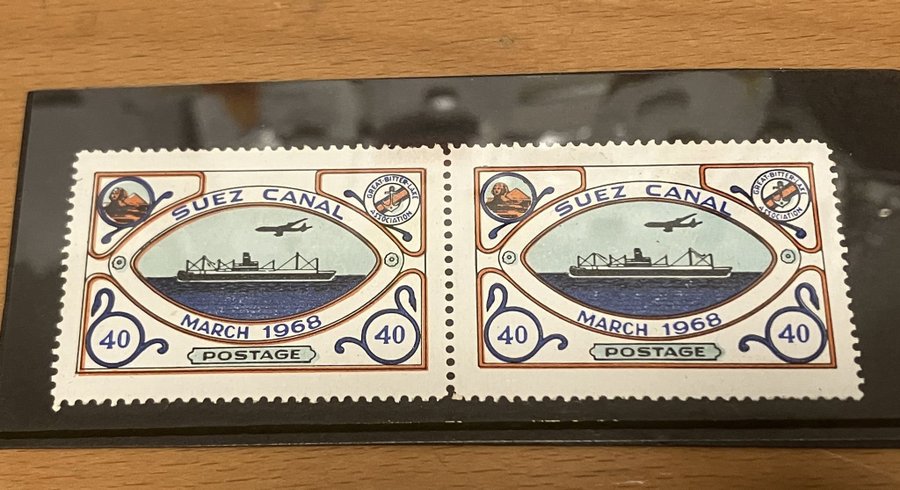 SUEZ CANAL
GREAT-BITTER-LAKE
ASSOCIATION
MARCH 1968
40
40
POSTAGE
SUEZ CANAL
GREAT-BITTER-LAKE
ASSOCIATION
MARCH 1968
40
40
POSTAGE